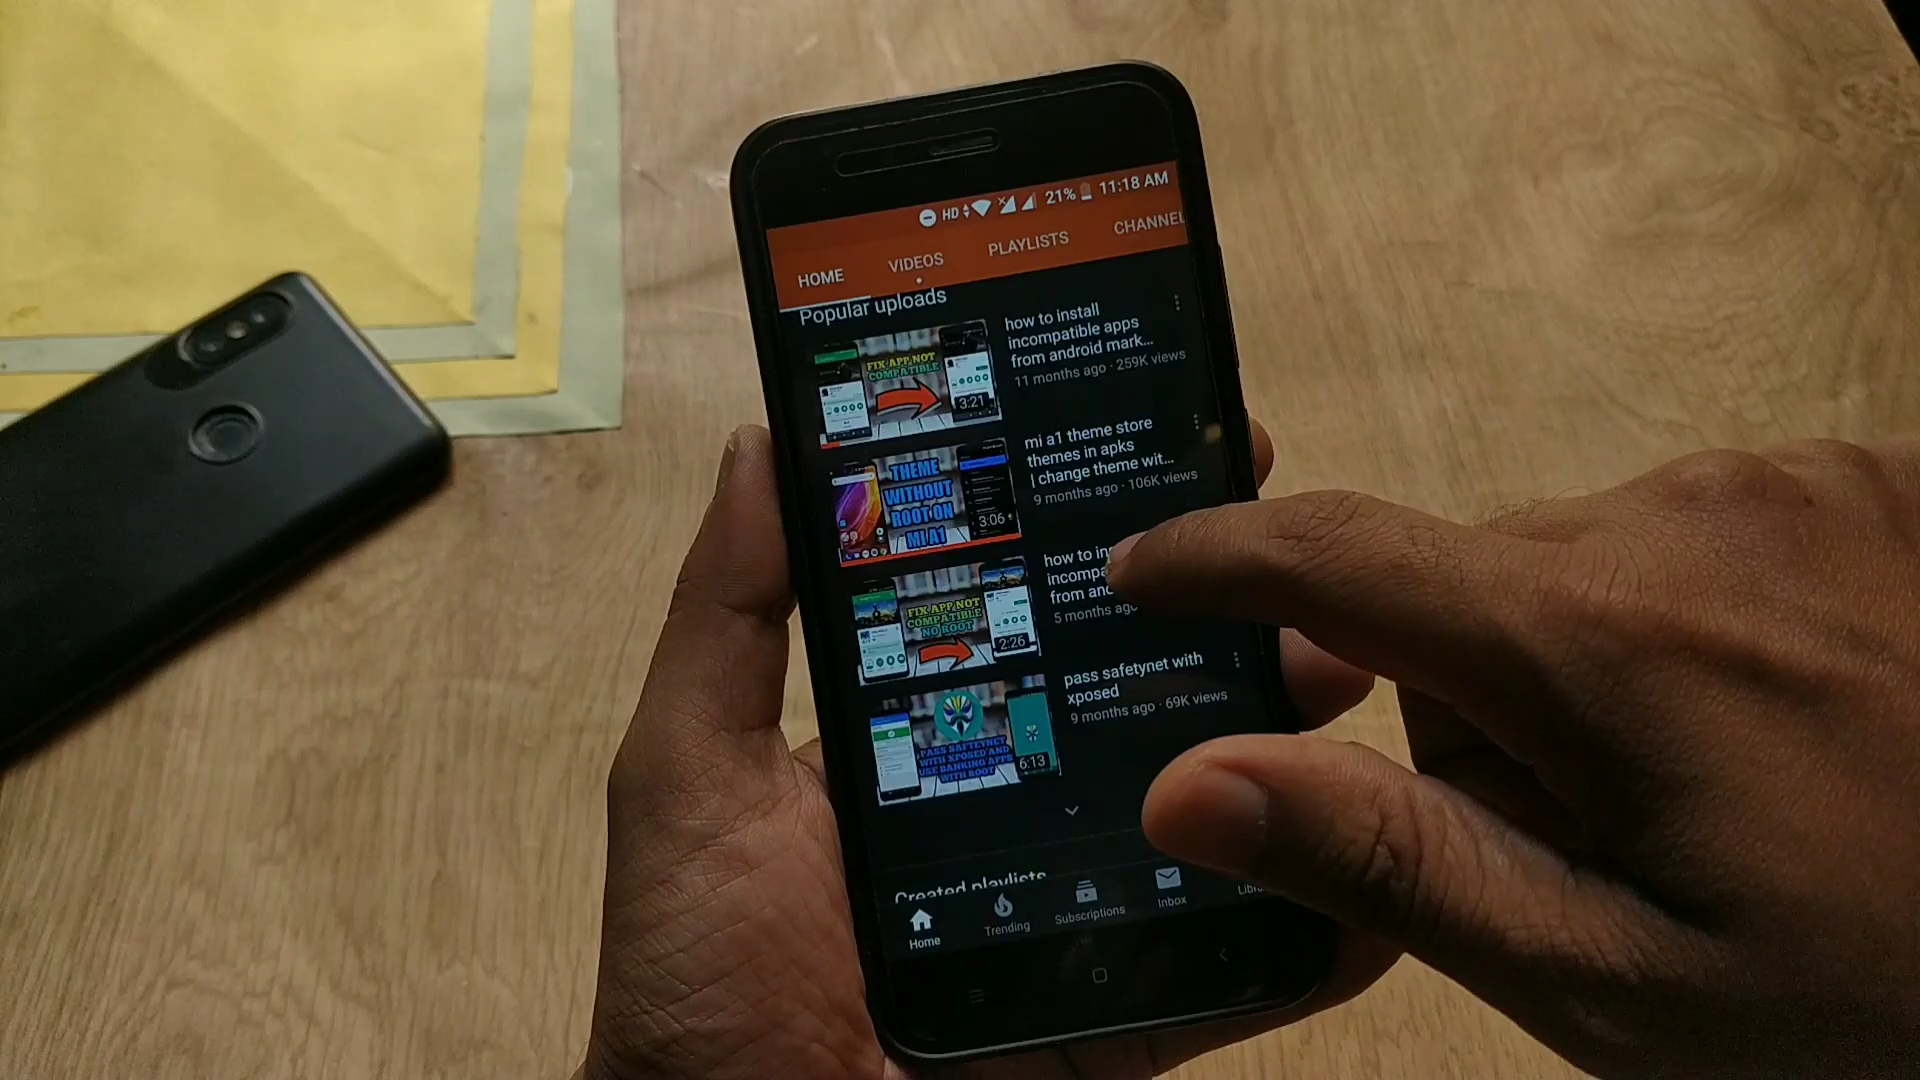 HD 21% 11:18 AM
HOME VIDEOS PLAYLISTS CHANNEL
Popular uploads
FIX APP NOT
COMPATIBLE
3:21
how to install
incompatible apps
from android mark...
11 months ago · 259K views
THEME
WITHOUT
ROOT ON
MI A1
3:06
mi a1 theme store
themes in apks
| change theme wit...
9 months ago · 106K views
FIX APP NOT
COMPATIBLE
NO ROOT
2:26
how to in
incompa
from and
5 months ago
PASS SAFTEYNET
WITH XPOSED AND
USE BANKING APPS
WITH ROOT
6:13
pass safetynet with
xposed
9 months ago · 69K views
Created playlists
Home Trending Subscriptions Inbox